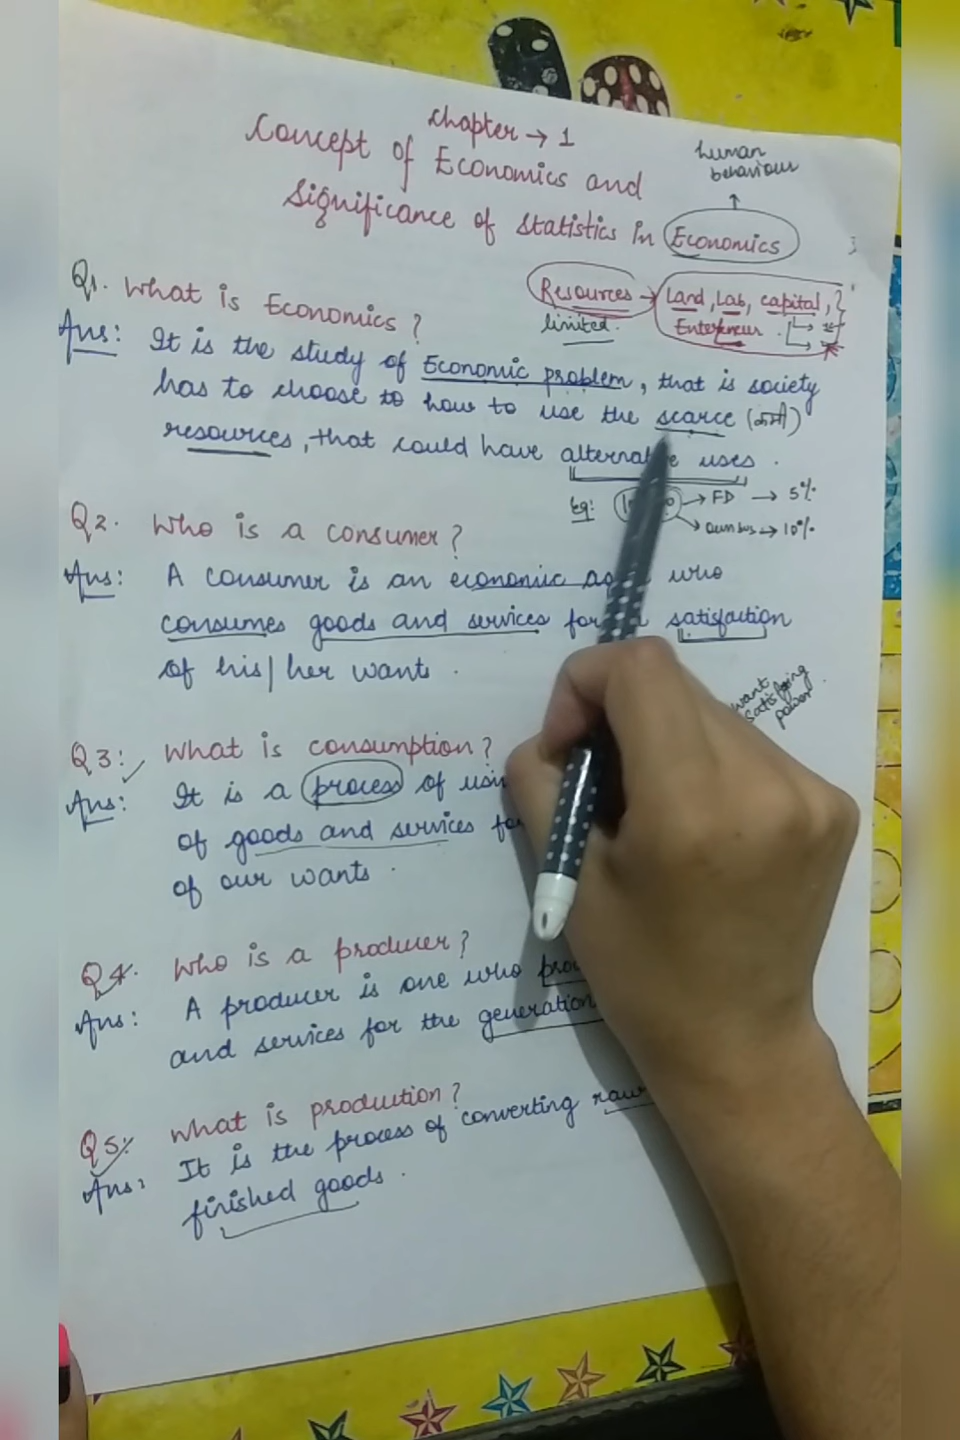 Chapter → 1
Concept of Economics and
Significance of Statistics in Economics
human
behaviour
Q1. What is Economics?
Resources → Land, Lab, capital,
limited.
Enterpreneur.
Ans: It is the study of Economic problem, that is society
has to choose to how to use the scarce (कमी)
resources, that could have alternative uses.
Eg: → FD → 5%
→ → 10%
Q2. Who is a consumer?
Ans: A consumer is an economic who
consumes goods and services for satisfaction
of his/her wants.
want
satisfying
power
Q3: What is consumption?
Ans: It is a process of
of goods and services
of our wants.
Q4. Who is a producer?
Ans: A producer is one who
and services for the generation
Q5: What is production?
Ans: It is the process of converting raw
finished goods.